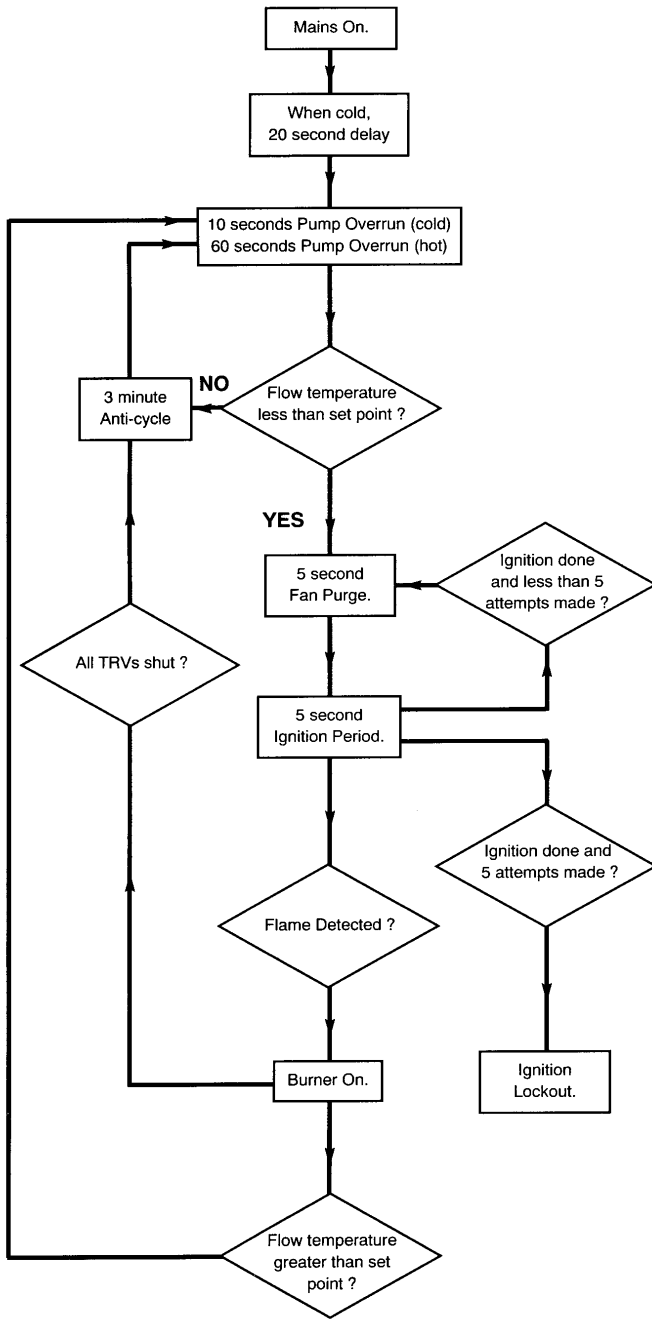 Mains On.
When cold,
20 second delay
10 seconds Pump Overrun (cold)
60 seconds Pump Overrun (hot)
3 minute
Anti-cycle
NO
Flow temperature
less than set point ?
YES
5 second
Fan Purge.
Ignition done
and less than 5
attempts made ?
All TRVs shut ?
5 second
Ignition Period.
Ignition done and
5 attempts made ?
Flame Detected ?
Burner On.
Ignition
Lockout.
Flow temperature
greater than set
point ?